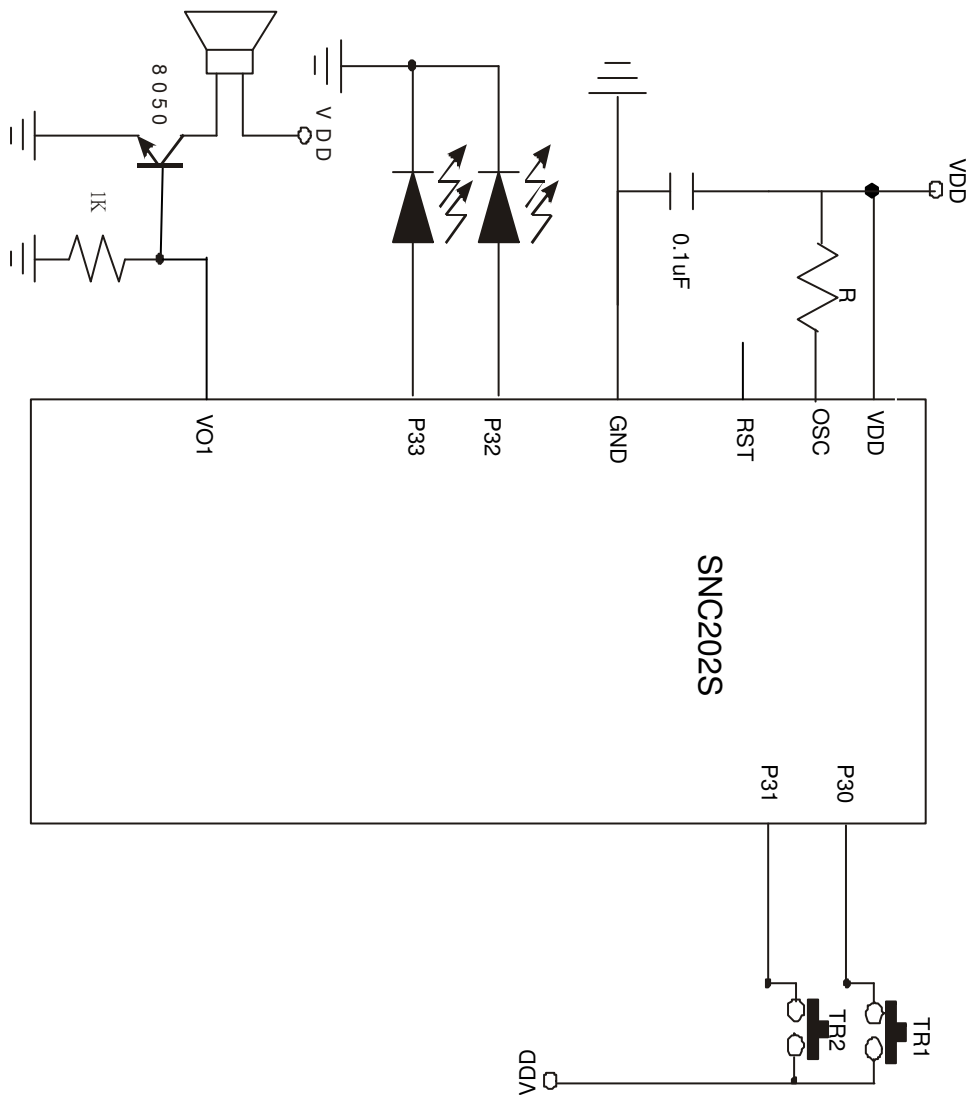 VDD
R
0.1uF
VDD
8050
1K
VDD
OSC
RST
GND
P32
P33
VO1
SNC202S
P30
P31
TR1
TR2
VDD